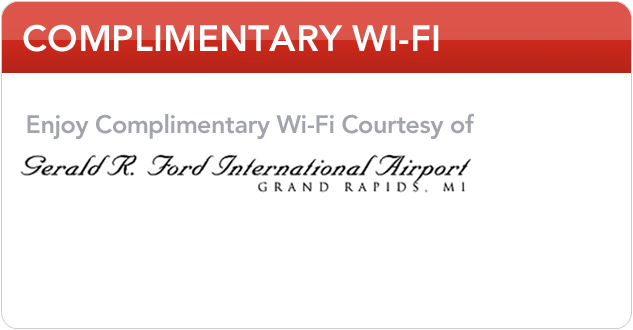 COMPLIMENTARY WI-FI
Enjoy Complimentary Wi-Fi Courtesy of
Gerald R. Ford International Airport
GRAND RAPIDS, MI